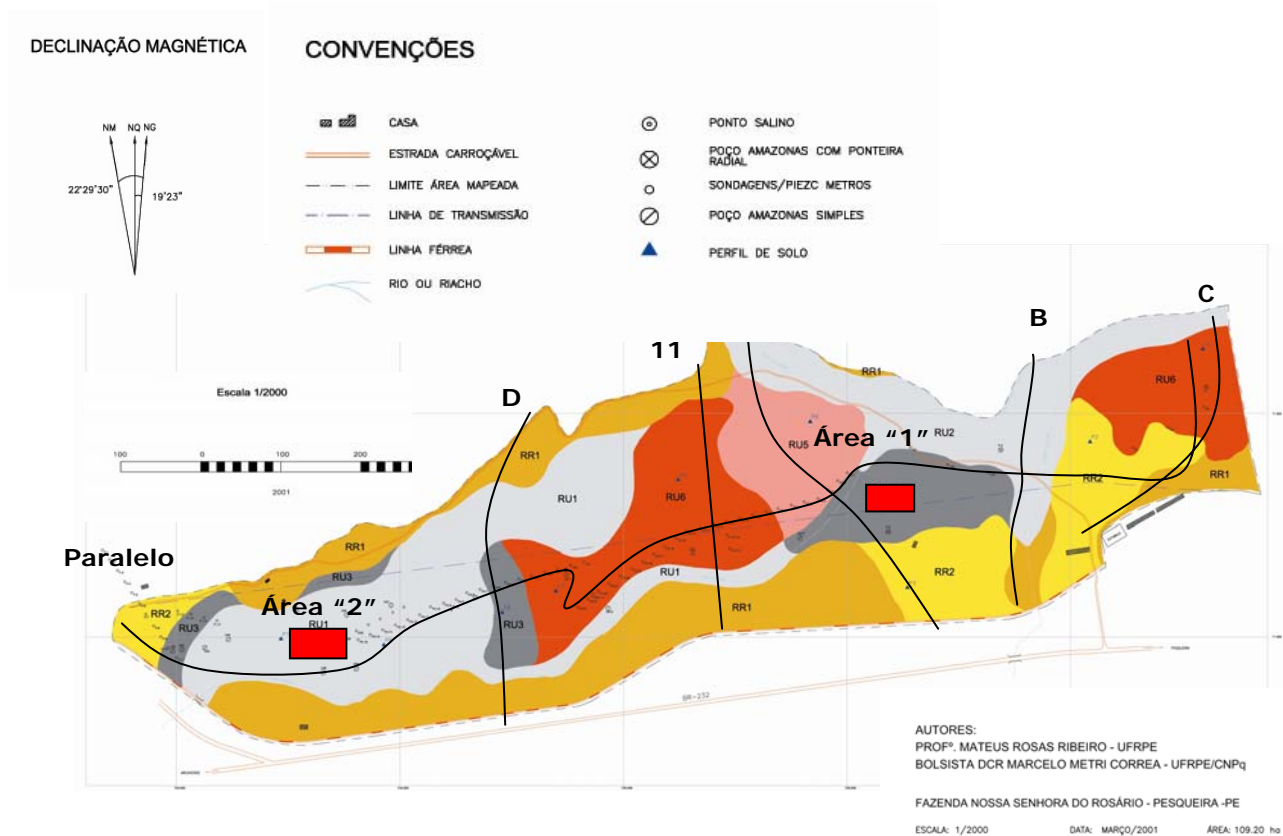 DECLINAÇÃO MAGNÉTICA
NM NQ NG
22°29'30"
19'23"
CONVENÇÕES
CASA
ESTRADA CARROÇÁVEL
LIMITE ÁREA MAPEADA
LINHA DE TRANSMISSÃO
LINHA FÉRREA
RIO OU RIACHO
PONTO SALINO
POÇO AMAZONAS COM PONTEIRA
RADIAL
SONDAGENS/PIEZC METROS
POÇO AMAZONAS SIMPLES
PERFIL DE SOLO
C
B
11
D
Escala 1/2000
100 0 100 200
2001
RR1
RU6
RU5
Área "1"
RU2
RR2
RR1
RR1
RU1
RU6
Paralelo
RR1
RU3
RR2
RU3
Área "2"
RU1
RU3
RU1
RR1
RR2
BR-232
AUTORES:
PROFº. MATEUS ROSAS RIBEIRO - UFRPE
BOLSISTA DCR MARCELO METRI CORREA - UFRPE/CNPq
FAZENDA NOSSA SENHORA DO ROSÁRIO - PESQUEIRA -PE
ESCALA: 1/2000 DATA: MARÇO/2001 ÁREA: 109.20 ha